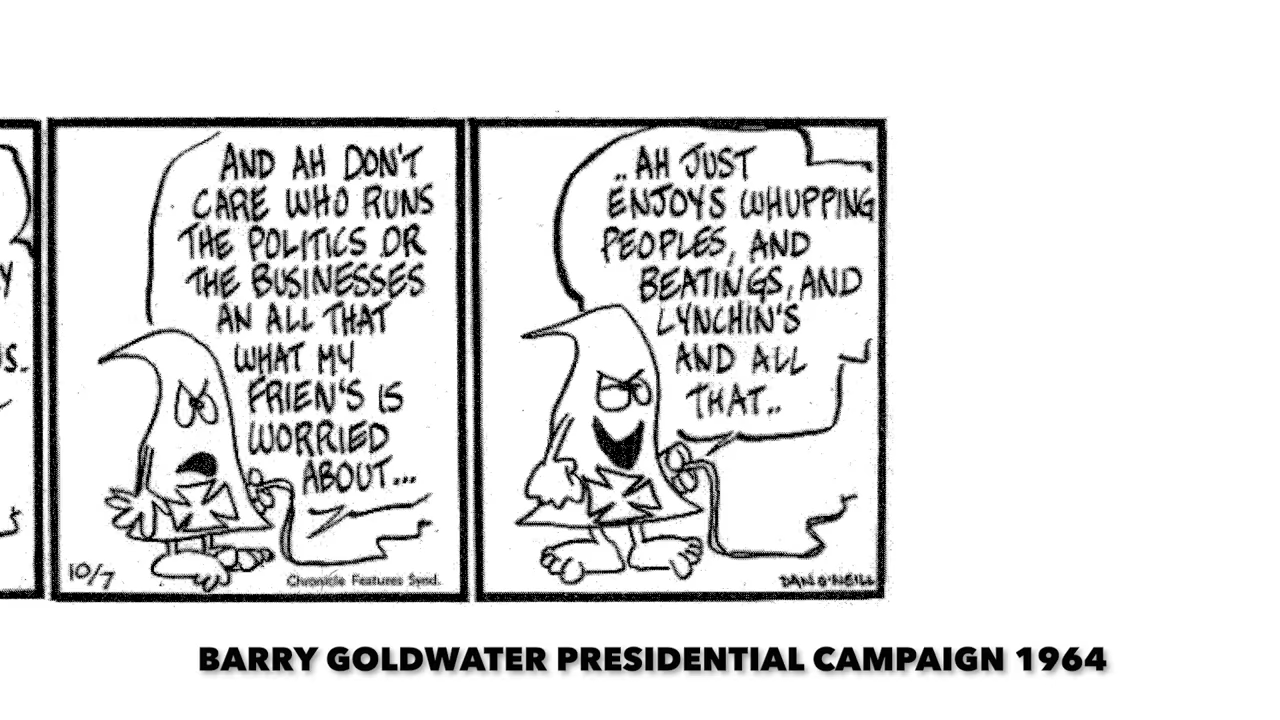 Y
S.
AND AH DON'T
CARE WHO RUNS
THE POLITICS OR
THE BUSINESSES
AN ALL THAT
WHAT MY
FRIEN'S IS
WORRIED
ABOUT...
10/7
Chronicle Features Synd.
..AH JUST
ENJOYS WHUPPING
PEOPLES, AND
BEATINGS, AND
LYNCHIN'S
AND ALL
THAT..
DAN O'NEILL
BARRY GOLDWATER PRESIDENTIAL CAMPAIGN 1964